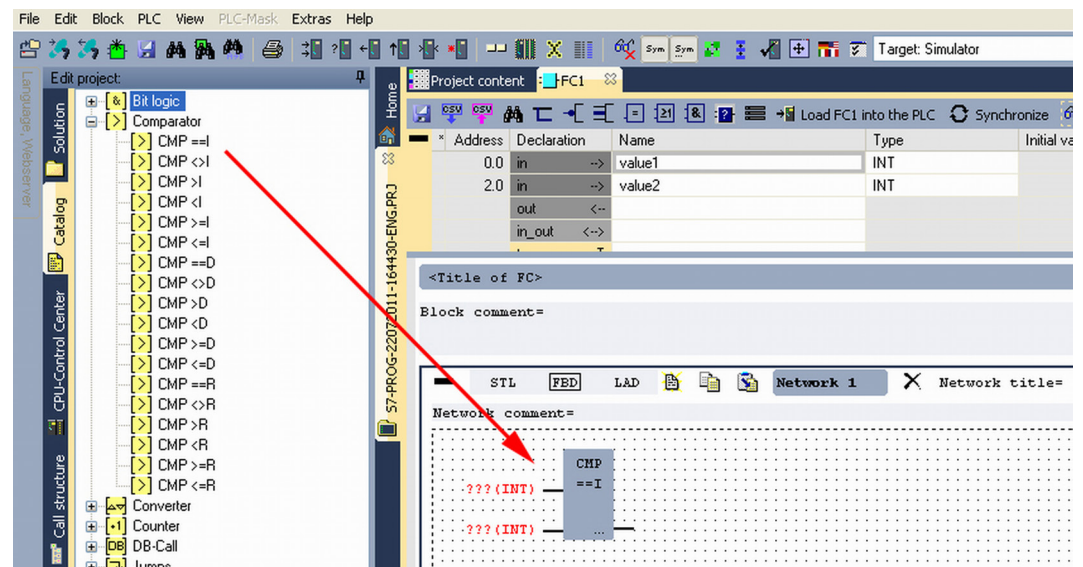 File Edit Block PLC View PLC-Mask Extras Help
Sym Sym Target: Simulator
Language, Webserver
Solution
Catalog
CPU-Control Center
Call structure
Edit project:
Bit logic
Comparator
CMP ==I
CMP <>I
CMP >I
CMP <I
CMP >=I
CMP <=I
CMP ==D
CMP <>D
CMP >D
CMP <D
CMP >=D
CMP <=D
CMP ==R
CMP <>R
CMP >R
CMP <R
CMP >=R
CMP <=R
Converter
Counter
DB DB-Call
Jumps
Home
S7-PROG-22072011-164430-ENG.PRJ
Project content FC1
CSV CSV Load FC1 into the PLC Synchronize
* Address Declaration Name Type Initial va
0.0 in --> value1 INT
2.0 in --> value2 INT
out <--
in_out <-->
<Title of FC>
Block comment=
STL FBD LAD Network 1 Network title=
Network comment=
CMP
???(INT) ==I
???(INT) ...